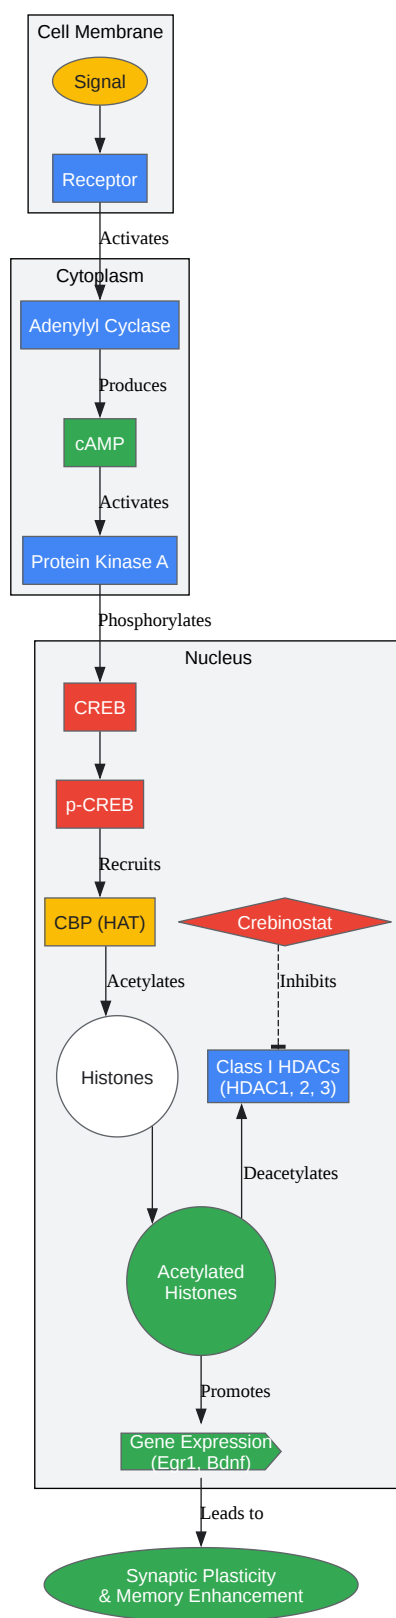 Cell Membrane
Signal
Receptor
Activates
Cytoplasm
Adenylyl Cyclase
Produces
cAMP
Activates
Protein Kinase A
Phosphorylates
Nucleus
CREB
p-CREB
Recruits
CBP (HAT)
Crebinostat
Acetylates
Inhibits
Histones
Class I HDACs
(HDAC1, 2, 3)
Deacetylates
Acetylated
Histones
Promotes
Gene Expression
(Egr1, Bdnf)
Leads to
Synaptic Plasticity
& Memory Enhancement